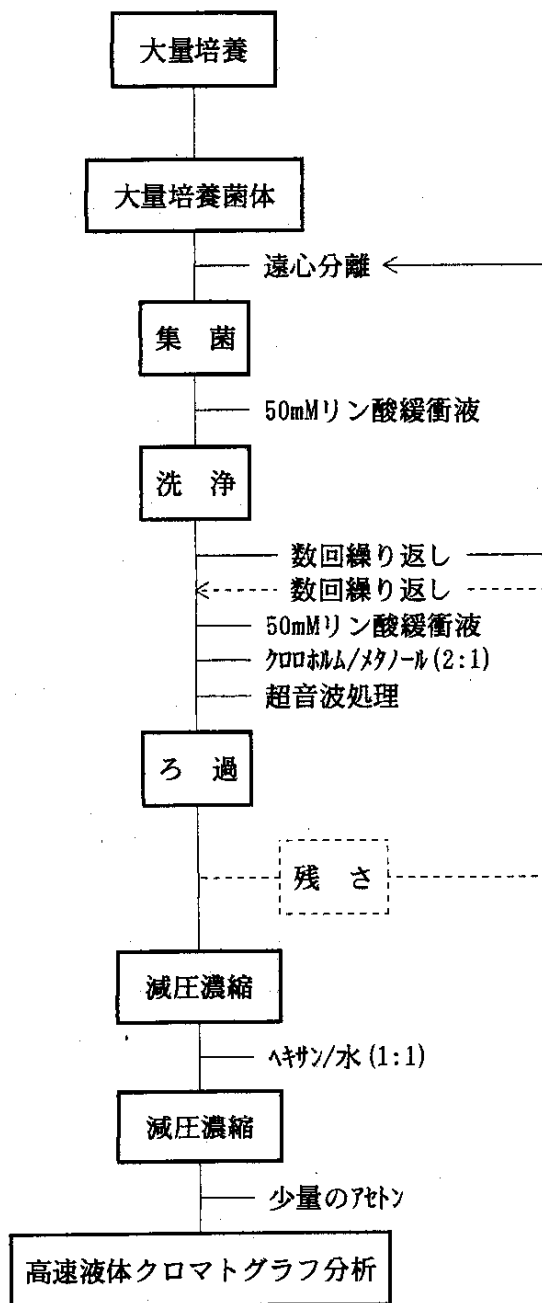 大量培養
大量培養菌体
遠心分離
集 菌
50mMリン酸緩衝液
洗 浄
数回繰り返し
数回繰り返し
50mMリン酸緩衝液
クロロホルム/メタノール(2:1)
超音波処理
ろ 過
残 さ
減圧濃縮
ヘキサン/水(1:1)
減圧濃縮
少量のアセトン
高速液体クロマトグラフ分析